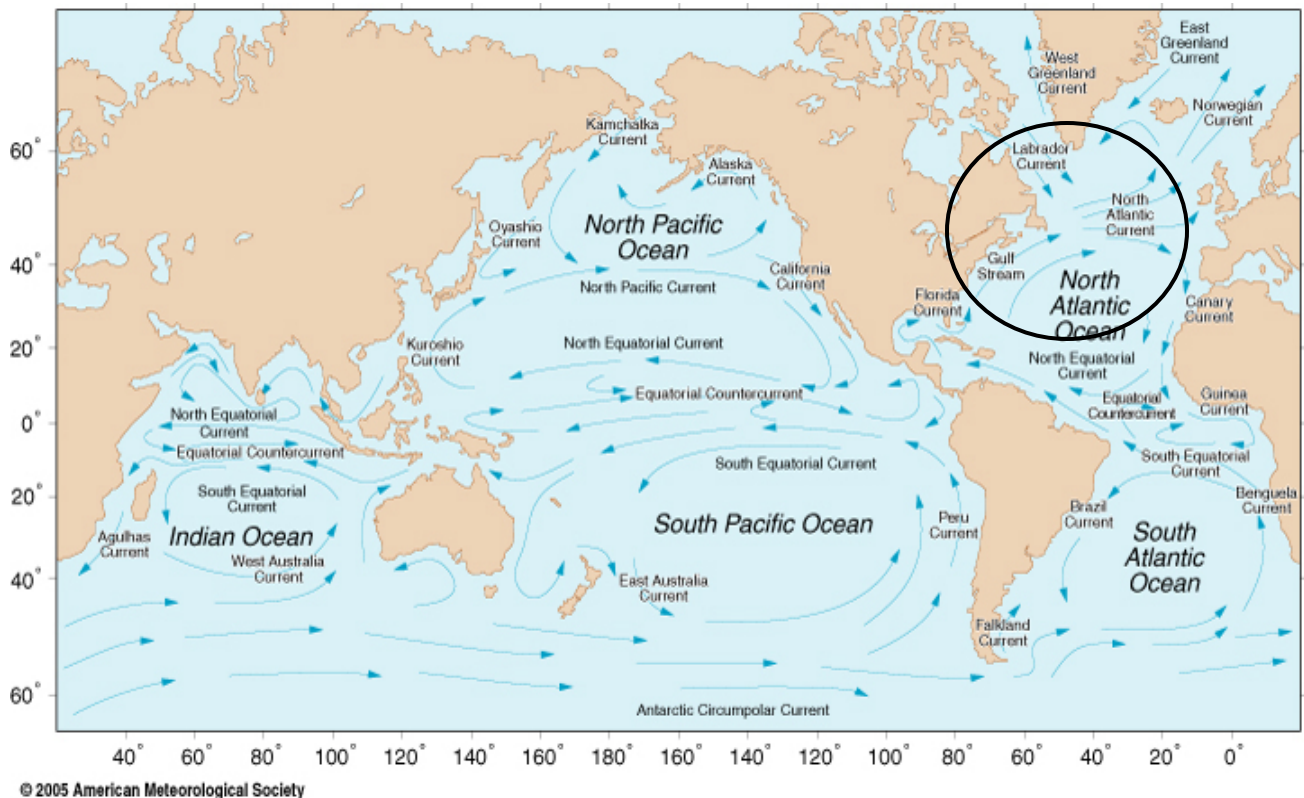 East
Greenland
Current
West
Greenland
Current
Norwegian
Current
Kamchatka
Current
60°
Labrador
Current
Alaska
Current
North
Atlantic
Current
North Pacific
Ocean
Oyashio
Current
40°
Gulf
Stream
California
Current
North
Atlantic
Ocean
North Pacific Current
Florida
Current
Canary
Current
20°
Kuroshio
Current
North Equatorial Current
North Equatorial
Current
Equatorial Countercurrent
Equatorial
Countercurrent
Guinea
Current
0°
North Equatorial
Current
Equatorial Countercurrent
South Equatorial Current
South Equatorial
Current
20°
South Equatorial
Current
Benguela
Current
Brazil
Current
Peru
Current
South Pacific Ocean
Indian Ocean
Agulhas
Current
South
Atlantic
Ocean
West Australia
Current
40°
East Australia
Current
Falkland
Current
60°
Antarctic Circumpolar Current
40° 60° 80° 100° 120° 140° 160° 180° 160° 140° 120° 100° 80° 60° 40° 20° 0°
© 2005 American Meteorological Society